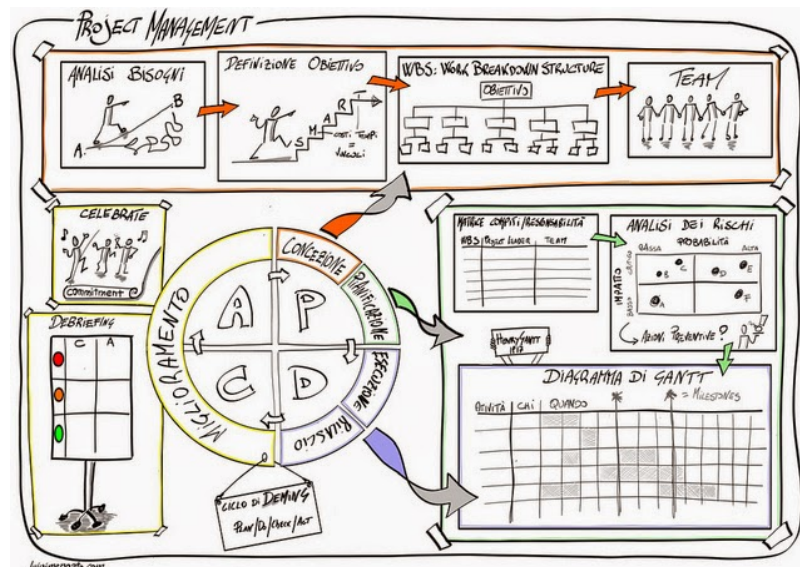 PROJECT MANAGEMENT
ANALISI BISOGNI
A.
B
DEFINIZIONE OBIETTIVO
S M A R T
COSTI TEMPI
=
VINCOLI
WBS: WORK BREAKDOWN STRUCTURE
OBIETTIVO
TEAM
CELEBRATE
commitment
DEBRIEFING
C A
CONCEZIONE
PIANIFICAZIONE
ESECUZIONE
RILASCIO
MIGLIORAMENTO
A P
C D
CICLO DI DEMING
PLAN/DO/CHECK/ACT
MATRICE COMPITI/RESPONSABILITÀ
WBS PROJECT LEADER TEAM
ANALISI DEI RISCHI
PROBABILITÀ
BASSA ALTA
IMPATTO
BASSO
B C D E
A F
AZIONI PREVENTIVE?
HENRY GANTT
1917
DIAGRAMMA DI GANTT
ATTIVITÀ CHI QUANDO = MILESTONES